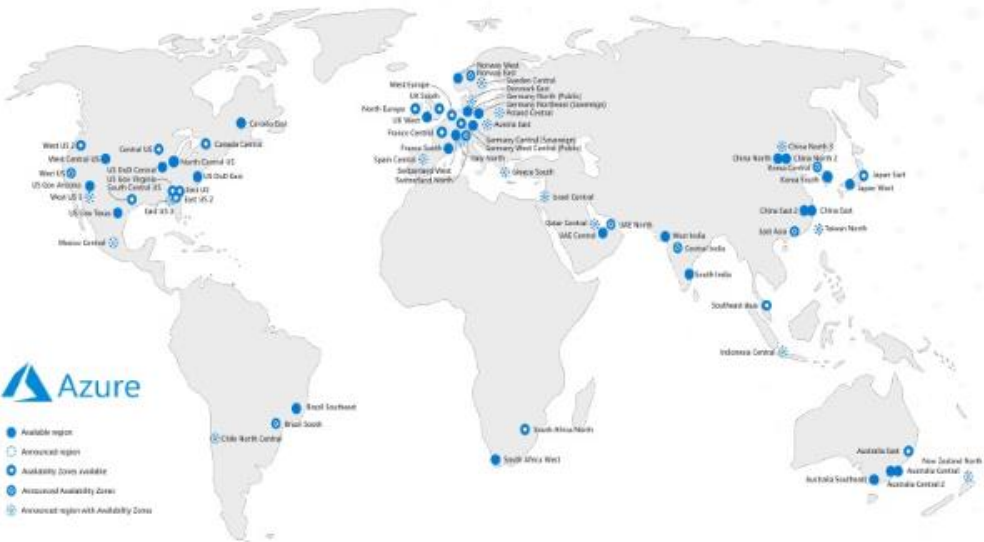 Canada East
Canada Central
West US 2
West Central US
Central US
North Central US
US DoD Central
US DoD East
West US
US Gov Virginia
US Gov Arizona
South Central US
East US
West US 3
East US 2
East US 3
US Gov Texas
Mexico Central
Norway West
Norway East
Sweden Central
Denmark East
West Europe
UK South
Germany North (Public)
Germany Northeast (Sovereign)
North Europe
Poland Central
UK West
Austria East
France Central
Germany Central (Sovereign)
Germany West Central (Public)
France South
Italy North
Spain Central
Switzerland West
Switzerland North
Greece South
Israel Central
Qatar Central
UAE North
UAE Central
West India
Central India
South India
China North 3
China North
China North 2
Korea Central
Korea South
Japan East
Japan West
China East 2
China East
East Asia
Taiwan North
Southeast Asia
Indonesia Central
Azure
Available region
Announced region
Availability Zones available
Announced Availability Zones
Announced region with Availability Zones
Brazil Southeast
Brazil South
Chile North Central
South Africa North
South Africa West
Australia East
New Zealand North
Australia Central
Australia Southeast
Australia Central 2